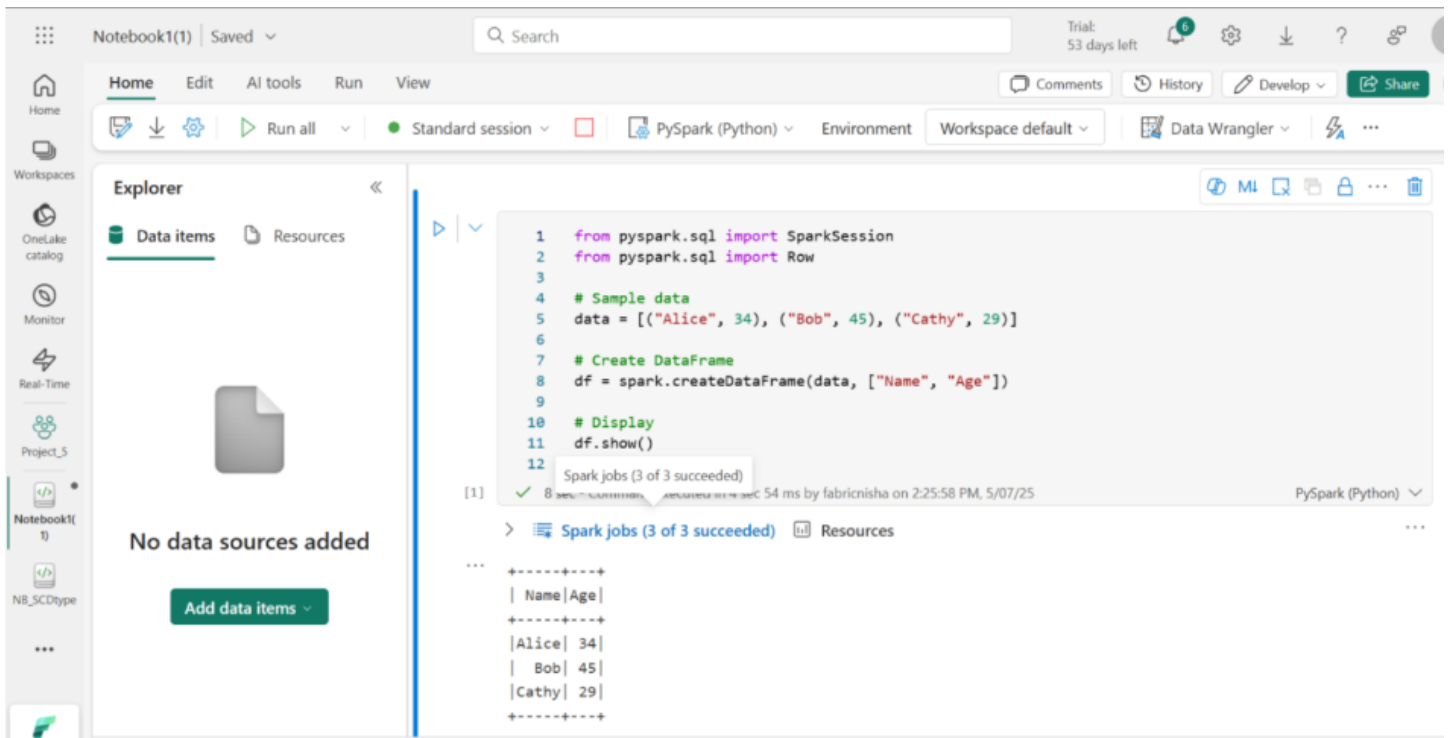 Notebook1(1) | Saved
Search
Trial:
53 days left
6
Home
Edit
AI tools
Run
View
Comments
History
Develop
Share
Run all
Standard session
PySpark (Python)
Environment
Workspace default
Data Wrangler
Home
Workspaces
OneLake
catalog
Monitor
Real-Time
Project_5
Notebook1(
1)
NB_SCDtype
Explorer
Data items
Resources
No data sources added
Add data items
M↓
1 from pyspark.sql import SparkSession
2 from pyspark.sql import Row
3
4 # Sample data
5 data = [("Alice", 34), ("Bob", 45), ("Cathy", 29)]
6
7 # Create DataFrame
8 df = spark.createDataFrame(data, ["Name", "Age"])
9
10 # Display
11 df.show()
12
Spark jobs (3 of 3 succeeded)
[1]
8 sec - Command executed in 4 sec 54 ms by fabricnisha on 2:25:58 PM, 5/07/25
PySpark (Python)
Spark jobs (3 of 3 succeeded)
Resources
+-----+---+
| Name|Age|
+-----+---+
|Alice| 34|
|  Bob| 45|
|Cathy| 29|
+-----+---+